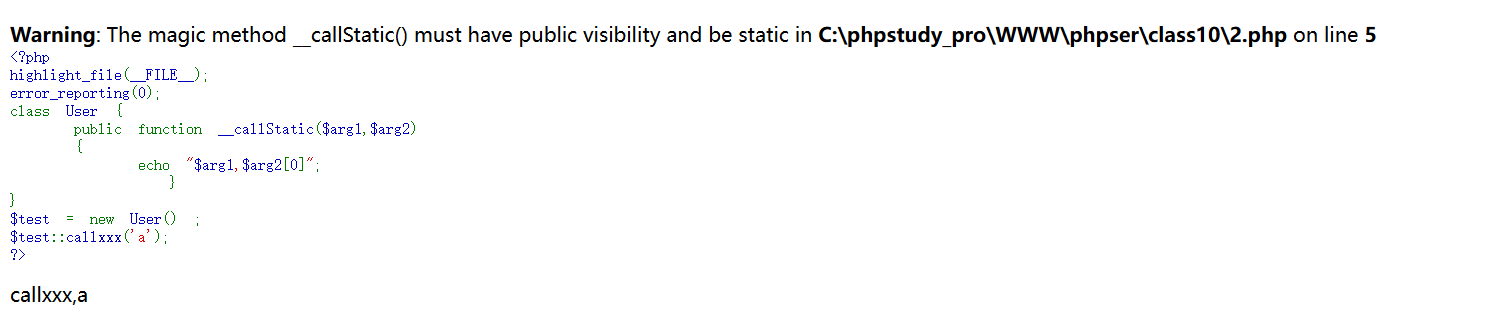 Warning: The magic method __callStatic() must have public visibility and be static in C:\phpstudy_pro\WWW\phpser\class10\2.php on line 5
<?php
highlight_file(__FILE__);
error_reporting(0);
class User {
public function __callStatic($arg1,$arg2)
{
echo "$arg1,$arg2[0]";
}
}
$test = new User() ;
$test::callxxx('a');
?>
callxxx,a